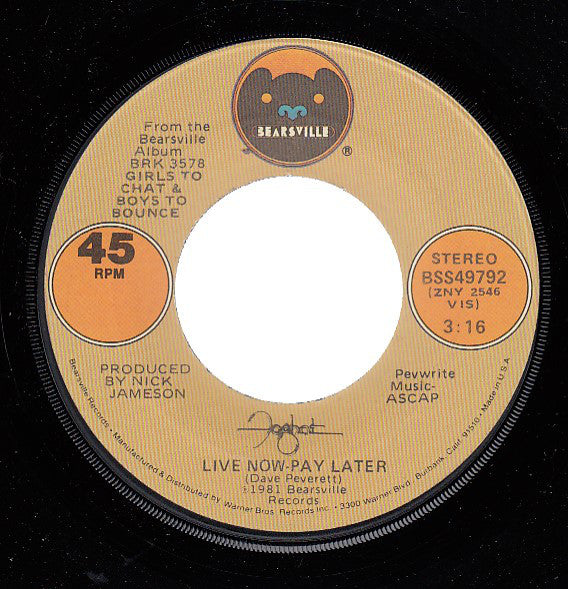 BEARSVILLE
®
From the
Bearsville
Album
BRK 3578
GIRLS TO
CHAT &
BOYS TO
BOUNCE
45
RPM
STEREO
BSS49792
(ZNY 2546
VIS)
3:16
PRODUCED
BY NICK
JAMESON
Pevwrite
Music-
ASCAP
Foghat
LIVE NOW-PAY LATER
(Dave Peverett)
℗1981 Bearsville
Records
Bearsville Records • Manufactured & Distributed by Warner Bros. Records Inc. • 3300 Warner Blvd. Burbank, Calif. 91510 • Made in U.S.A.